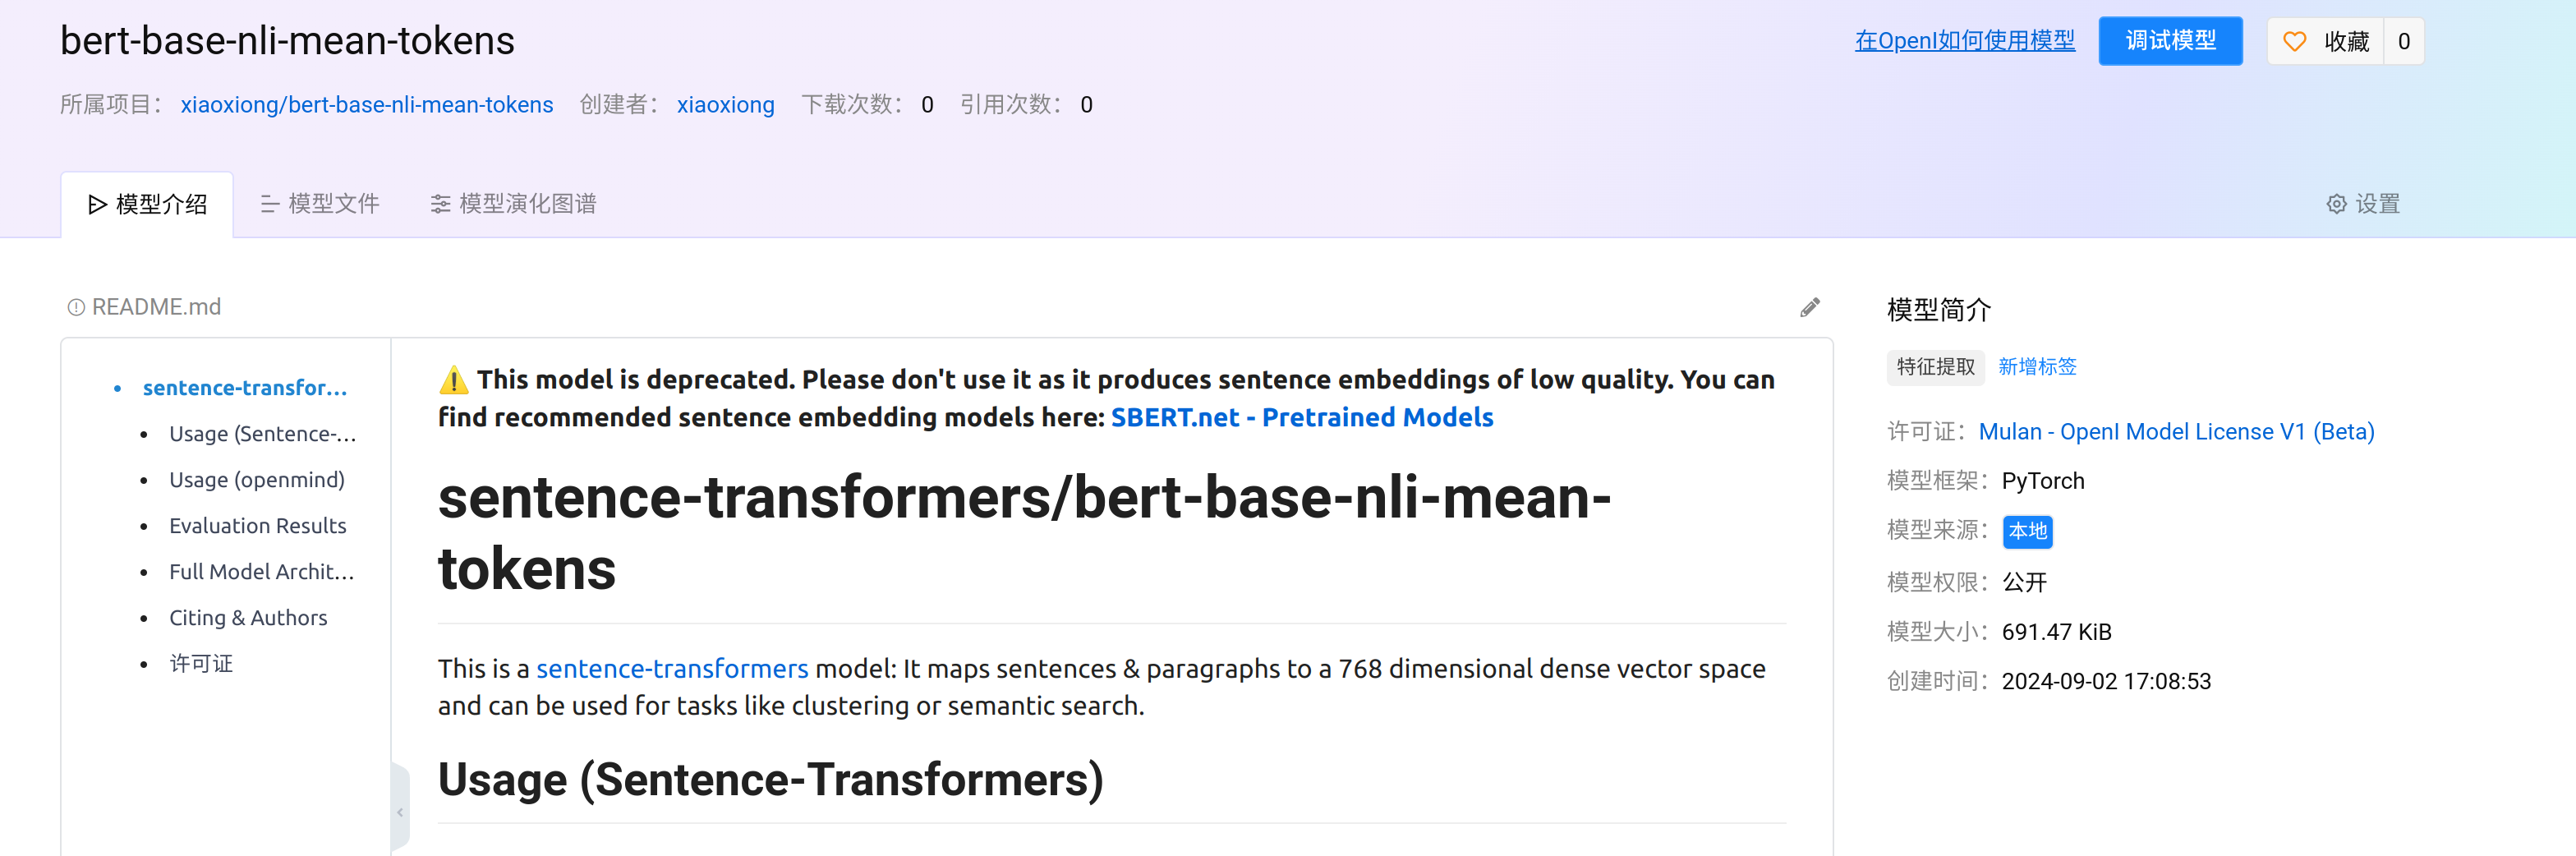 bert-base-nli-mean-tokens
在OpenI如何使用模型
调试模型
收藏 0
所属项目： xiaoxiong/bert-base-nli-mean-tokens 创建者： xiaoxiong 下载次数： 0 引用次数： 0
模型介绍 模型文件 模型演化图谱 设置
README.md
sentence-transfor...
Usage (Sentence-...
Usage (openmind)
Evaluation Results
Full Model Archit...
Citing & Authors
许可证
⚠️ This model is deprecated. Please don't use it as it produces sentence embeddings of low quality. You can
find recommended sentence embedding models here: SBERT.net - Pretrained Models
sentence-transformers/bert-base-nli-mean-
tokens
This is a sentence-transformers model: It maps sentences & paragraphs to a 768 dimensional dense vector space
and can be used for tasks like clustering or semantic search.
Usage (Sentence-Transformers)
模型简介
特征提取 新增标签
许可证： Mulan - OpenI Model License V1 (Beta)
模型框架： PyTorch
模型来源： 本地
模型权限： 公开
模型大小： 691.47 KiB
创建时间： 2024-09-02 17:08:53